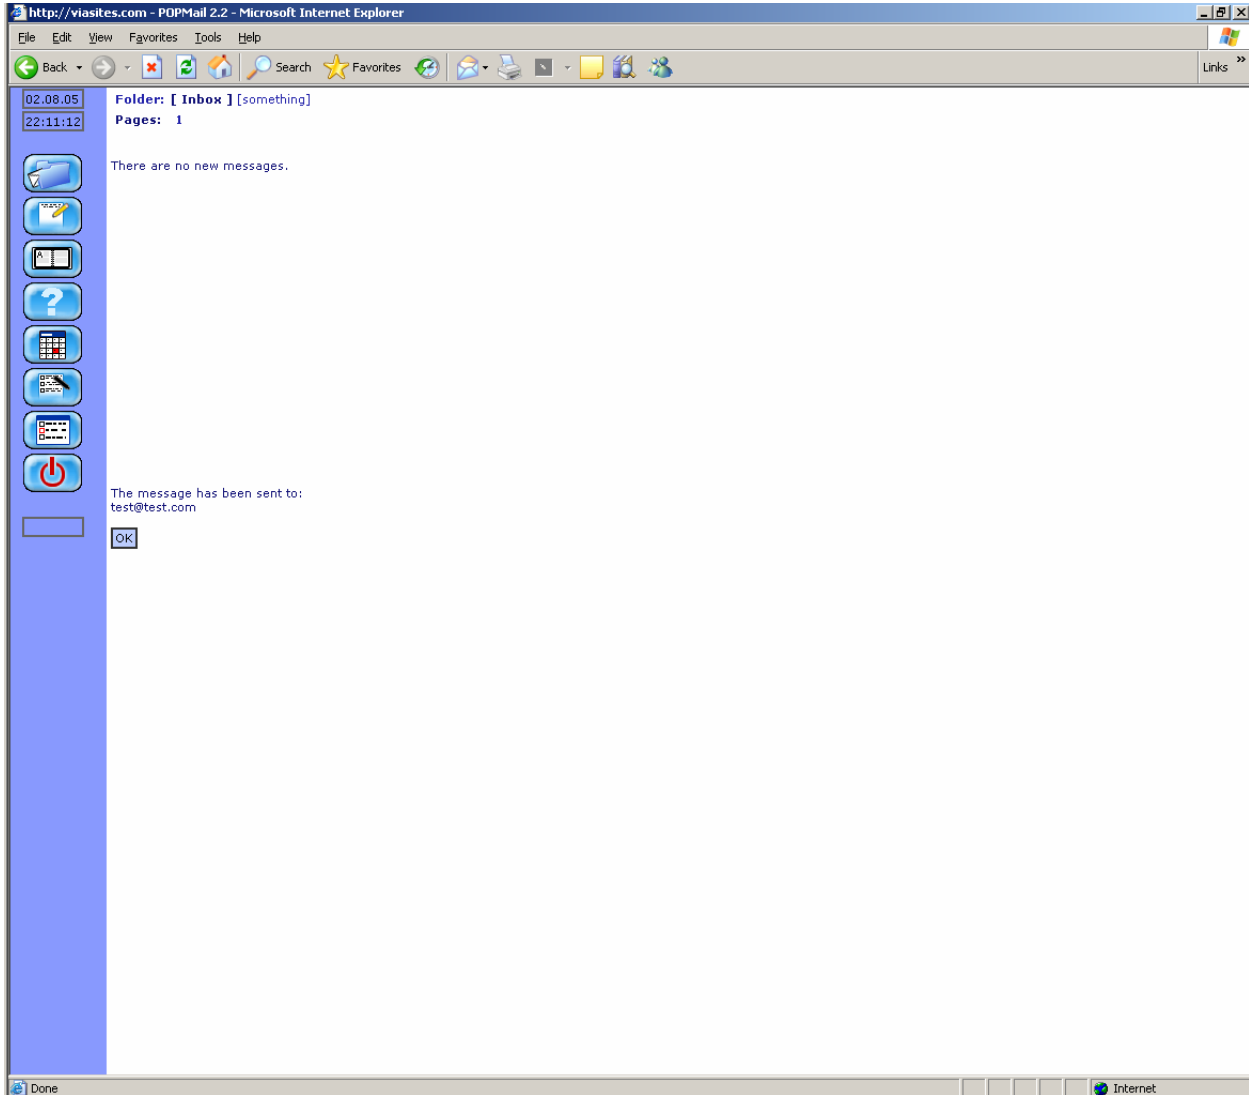 http://viasites.com - POPMail 2.2 - Microsoft Internet Explorer
File Edit View Favorites Tools Help
Back Search Favorites Links »
02.08.05 Folder: [ Inbox ] [something]
22:11:12 Pages: 1
There are no new messages.
A
?
The message has been sent to:
test@test.com
OK
Done Internet